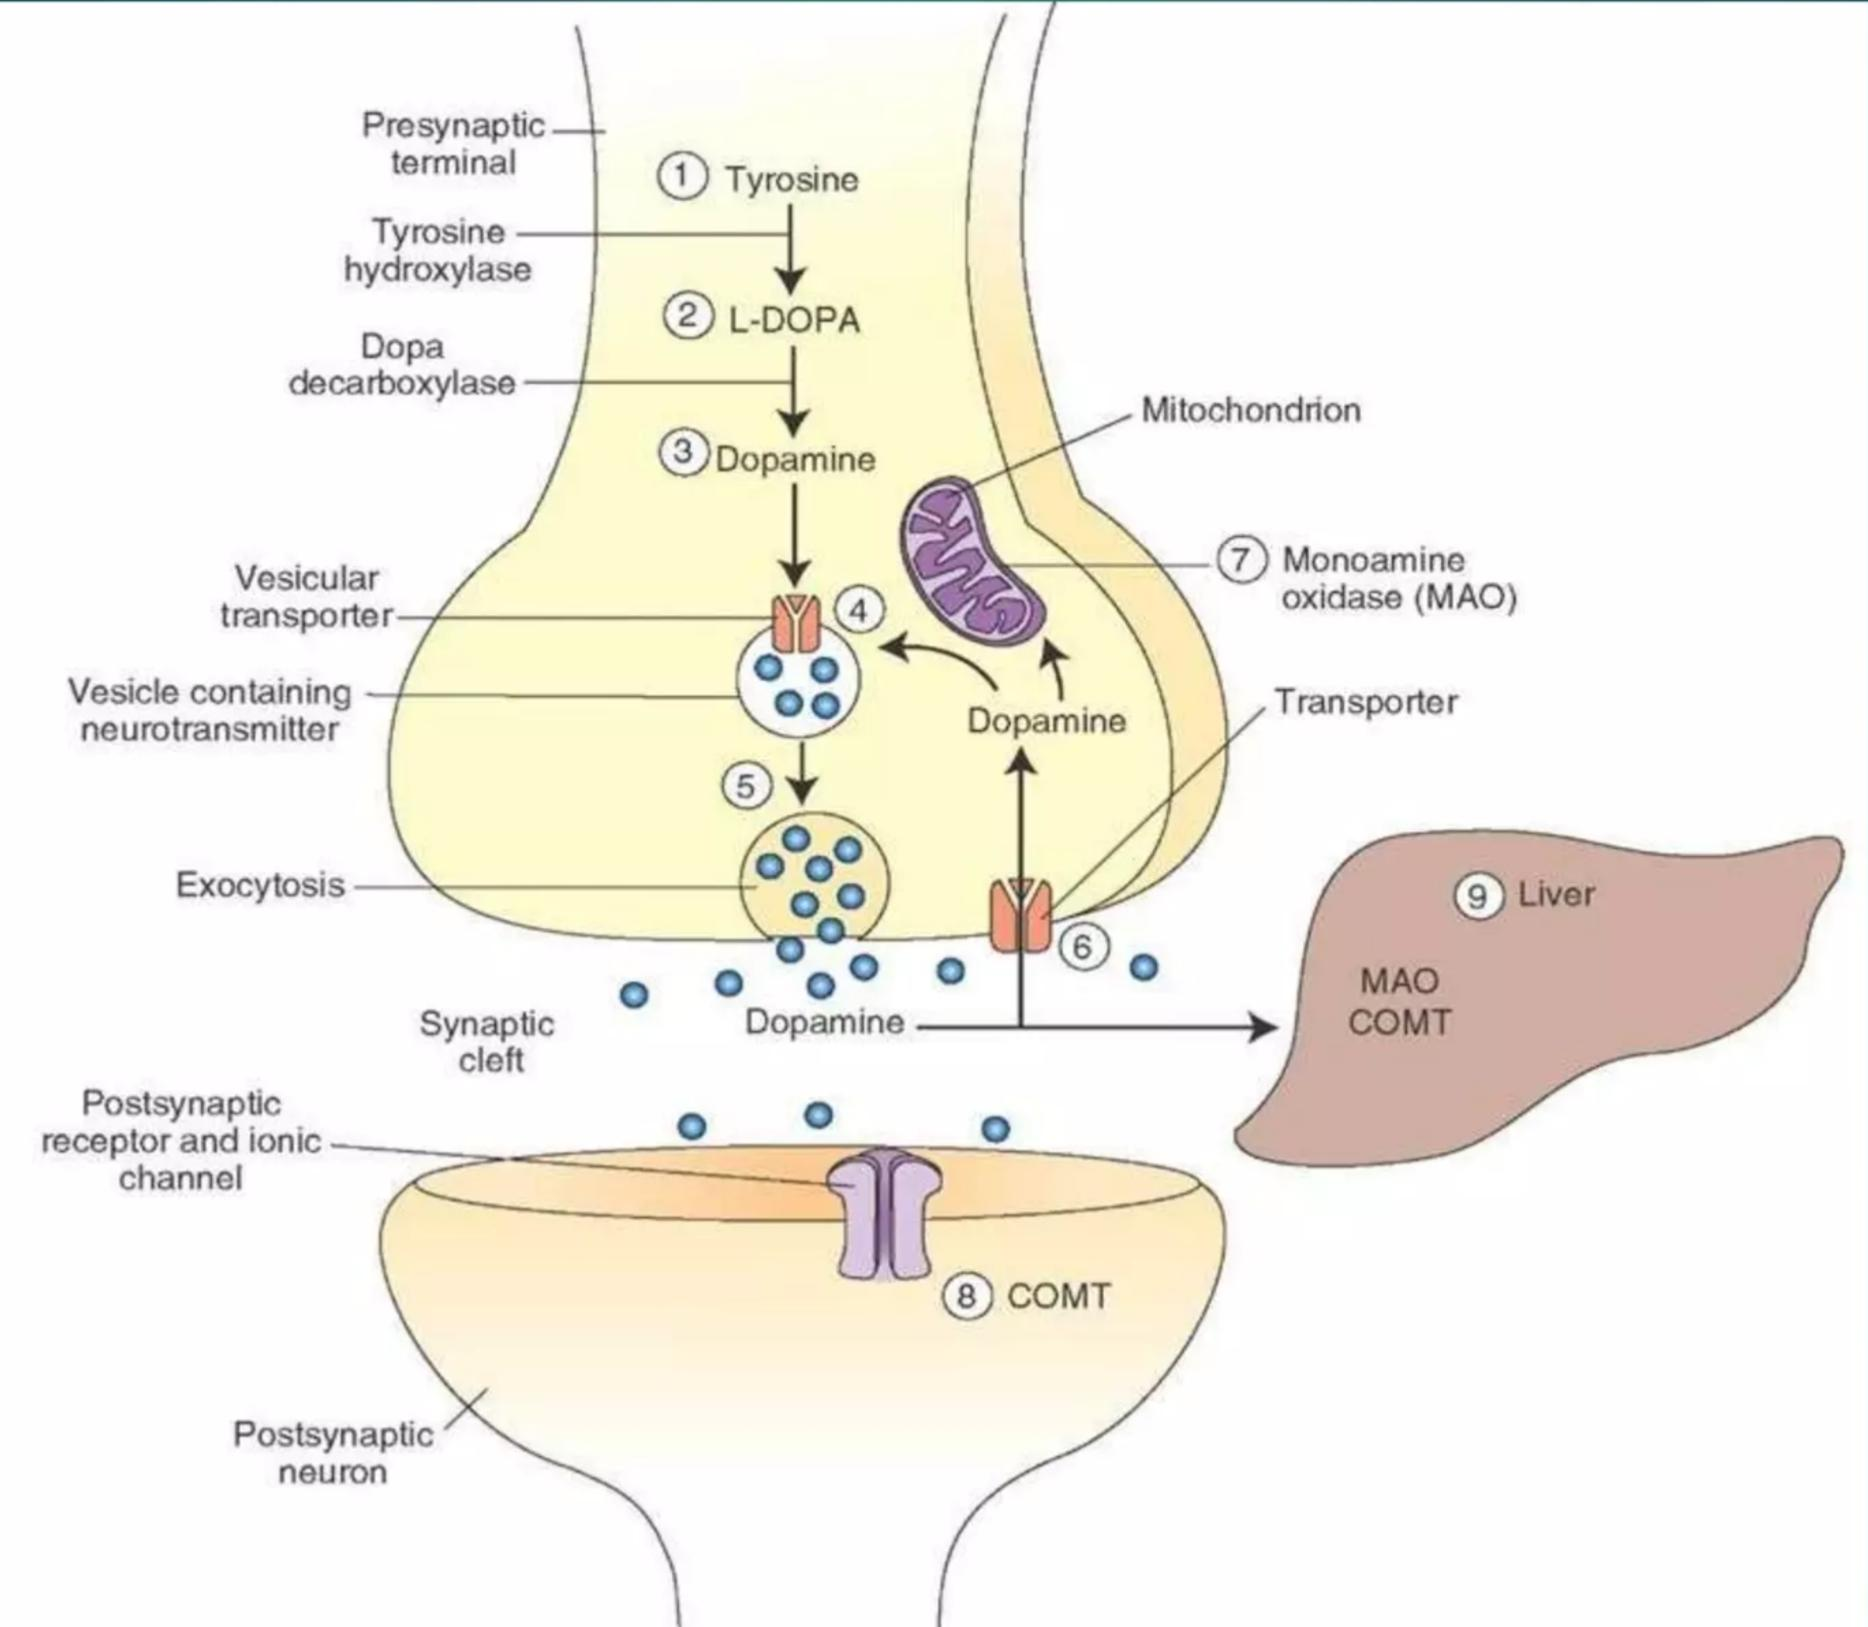 Presynaptic
terminal
1 Tyrosine
Tyrosine
hydroxylase
2 L-DOPA
Dopa
decarboxylase
3 Dopamine
Mitochondrion
7 Monoamine
oxidase (MAO)
Vesicular
transporter
4
Vesicle containing
neurotransmitter
Dopamine
Transporter
5
Exocytosis
6
9 Liver
MAO
COMT
Synaptic
cleft
Dopamine
Postsynaptic
receptor and ionic
channel
8 COMT
Postsynaptic
neuron